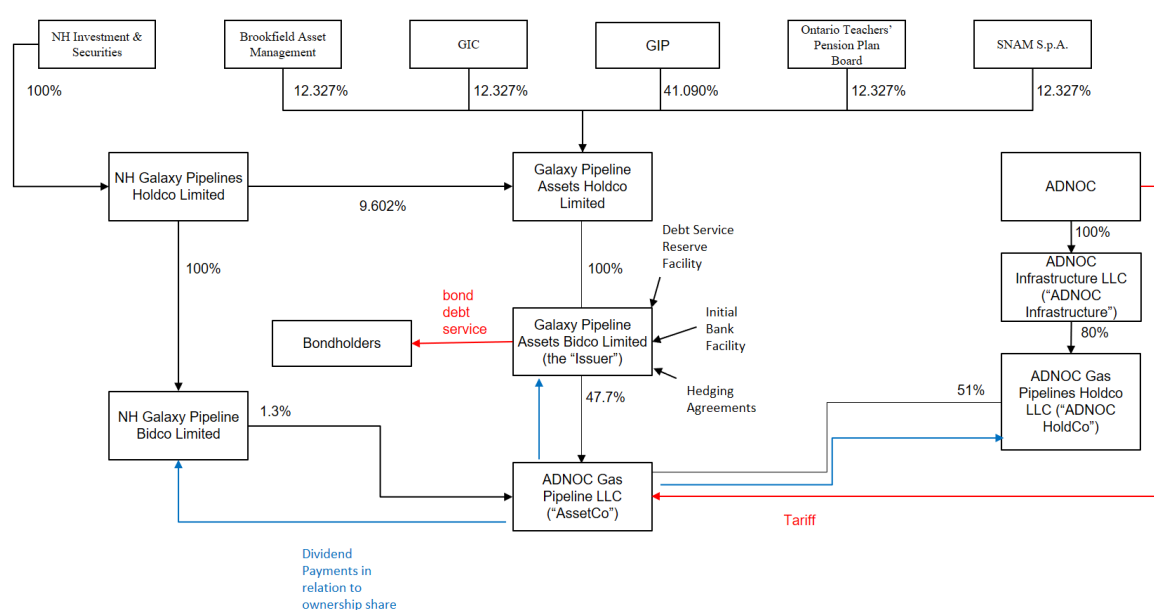 NH Investment &
Securities
Brookfield Asset
Management
GIC
GIP
Ontario Teachers'
Pension Plan
Board
SNAM S.p.A.
100%
12.327%
12.327%
41.090%
12.327%
12.327%
NH Galaxy Pipelines
Holdco Limited
9.602%
Galaxy Pipeline
Assets Holdco
Limited
ADNOC
100%
100%
Debt Service
Reserve
Facility
100%
ADNOC
Infrastructure LLC
("ADNOC
Infrastructure")
bond
debt
service
Bondholders
Galaxy Pipeline
Assets Bidco Limited
(the "Issuer")
Initial
Bank
Facility
80%
Hedging
Agreements
47.7%
51%
ADNOC Gas
Pipelines Holdco
LLC ("ADNOC
HoldCo")
NH Galaxy Pipeline
Bidco Limited
1.3%
ADNOC Gas
Pipeline LLC
("AssetCo")
Tariff
Dividend
Payments in
relation to
ownership share